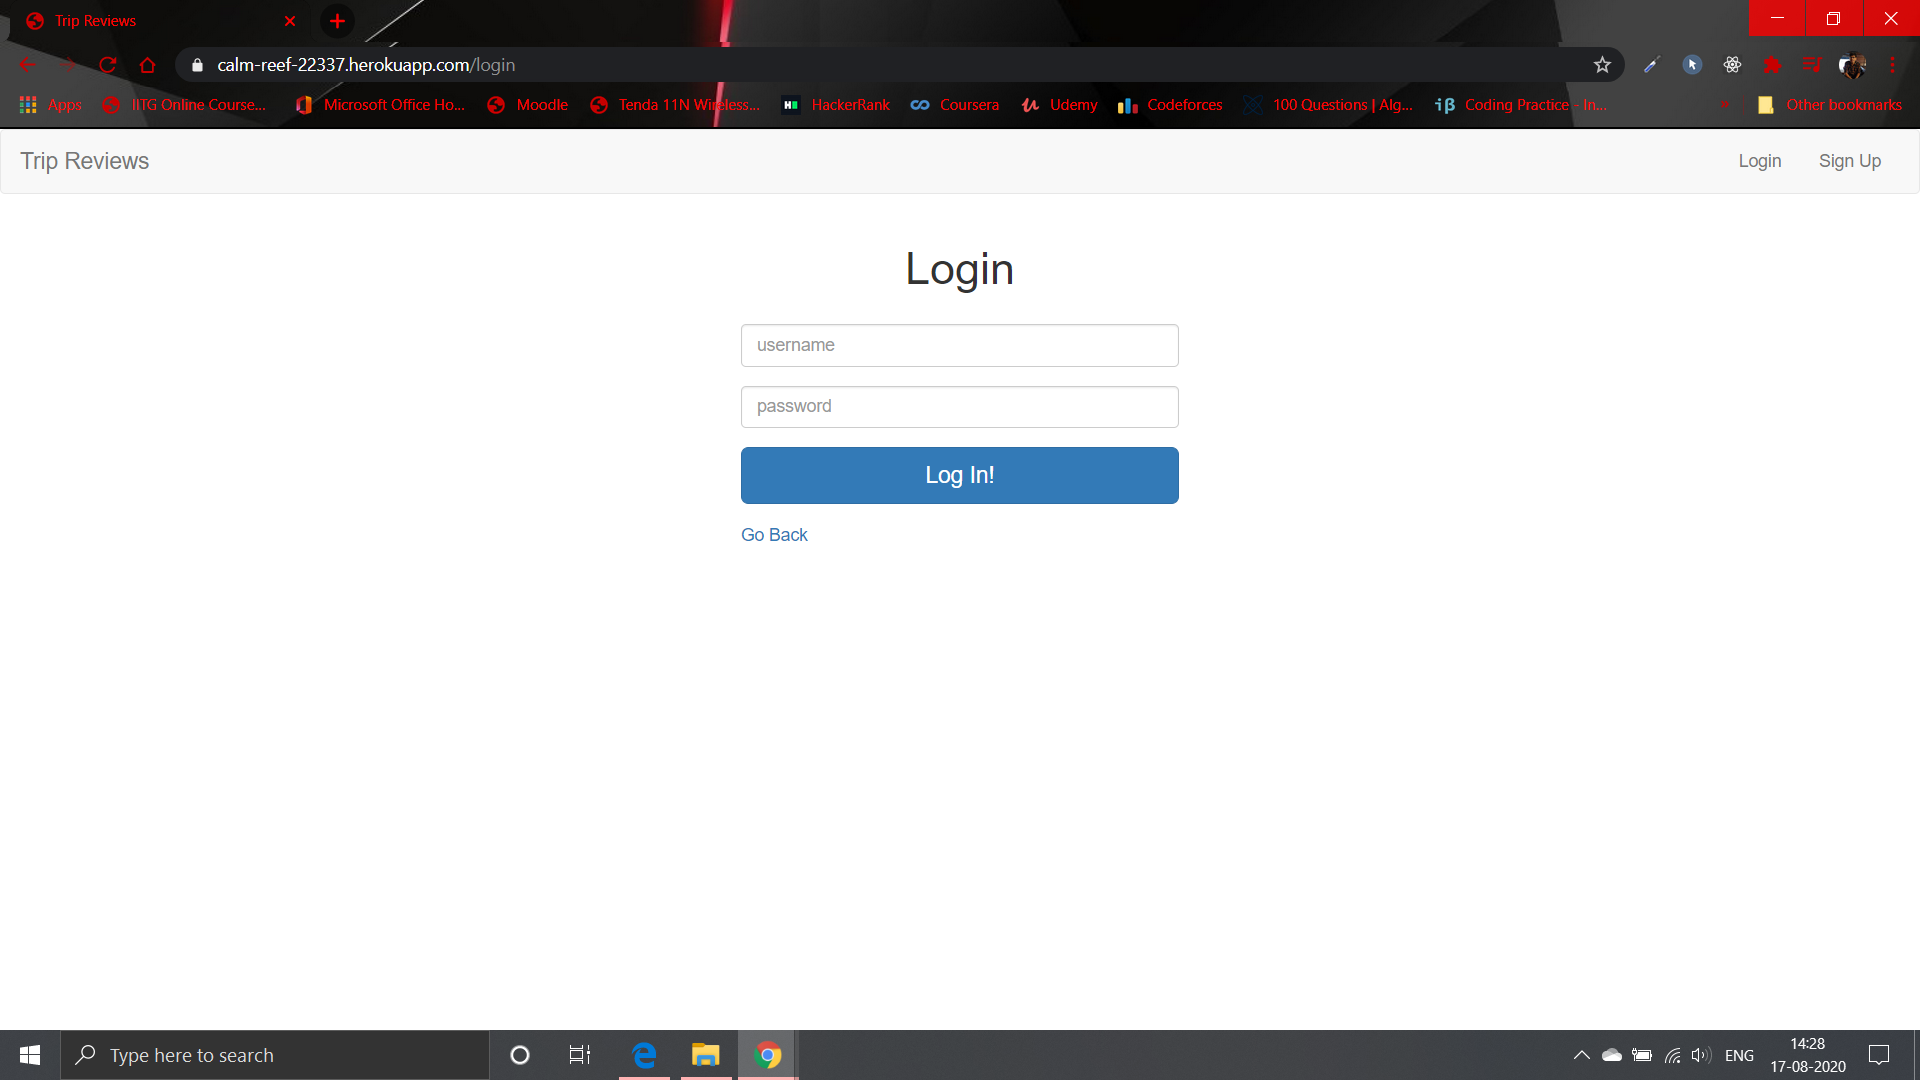 Trip Reviews
calm-reef-22337.herokuapp.com/login
Apps IITG Online Course... Microsoft Office Ho... Moodle Tenda 11N Wireless... HackerRank Coursera Udemy Codeforces 100 Questions | Alg... iβ Coding Practice - In... » Other bookmarks
Trip Reviews Login Sign Up
Login
username
password
Log In!
Go Back
Type here to search ENG 14:28
17-08-2020